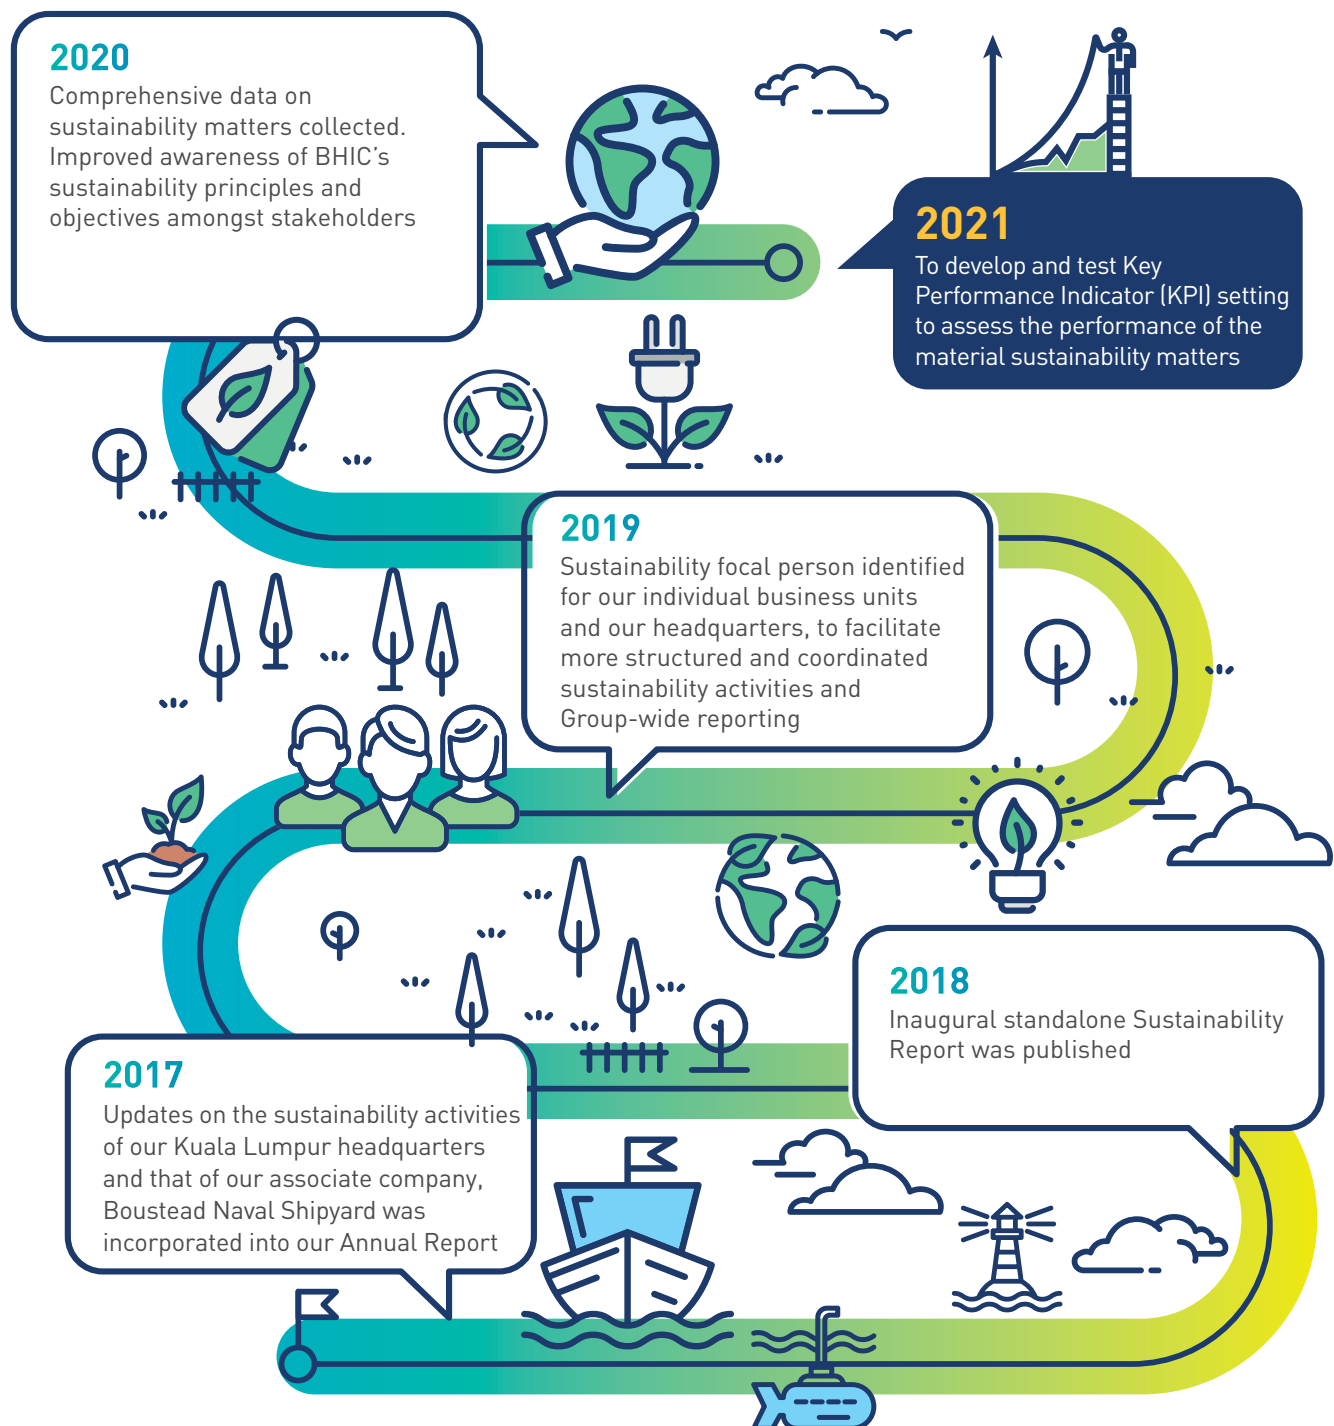 2020
Comprehensive data on
sustainability matters collected.
Improved awareness of BHIC’s
sustainability principles and
objectives amongst stakeholders
2021
To develop and test Key
Performance Indicator (KPI) setting
to assess the performance of the
material sustainability matters
2019
Sustainability focal person identified
for our individual business units
and our headquarters, to facilitate
more structured and coordinated
sustainability activities and
Group-wide reporting
2018
Inaugural standalone Sustainability
Report was published
2017
Updates on the sustainability activities
of our Kuala Lumpur headquarters
and that of our associate company,
Boustead Naval Shipyard was
incorporated into our Annual Report